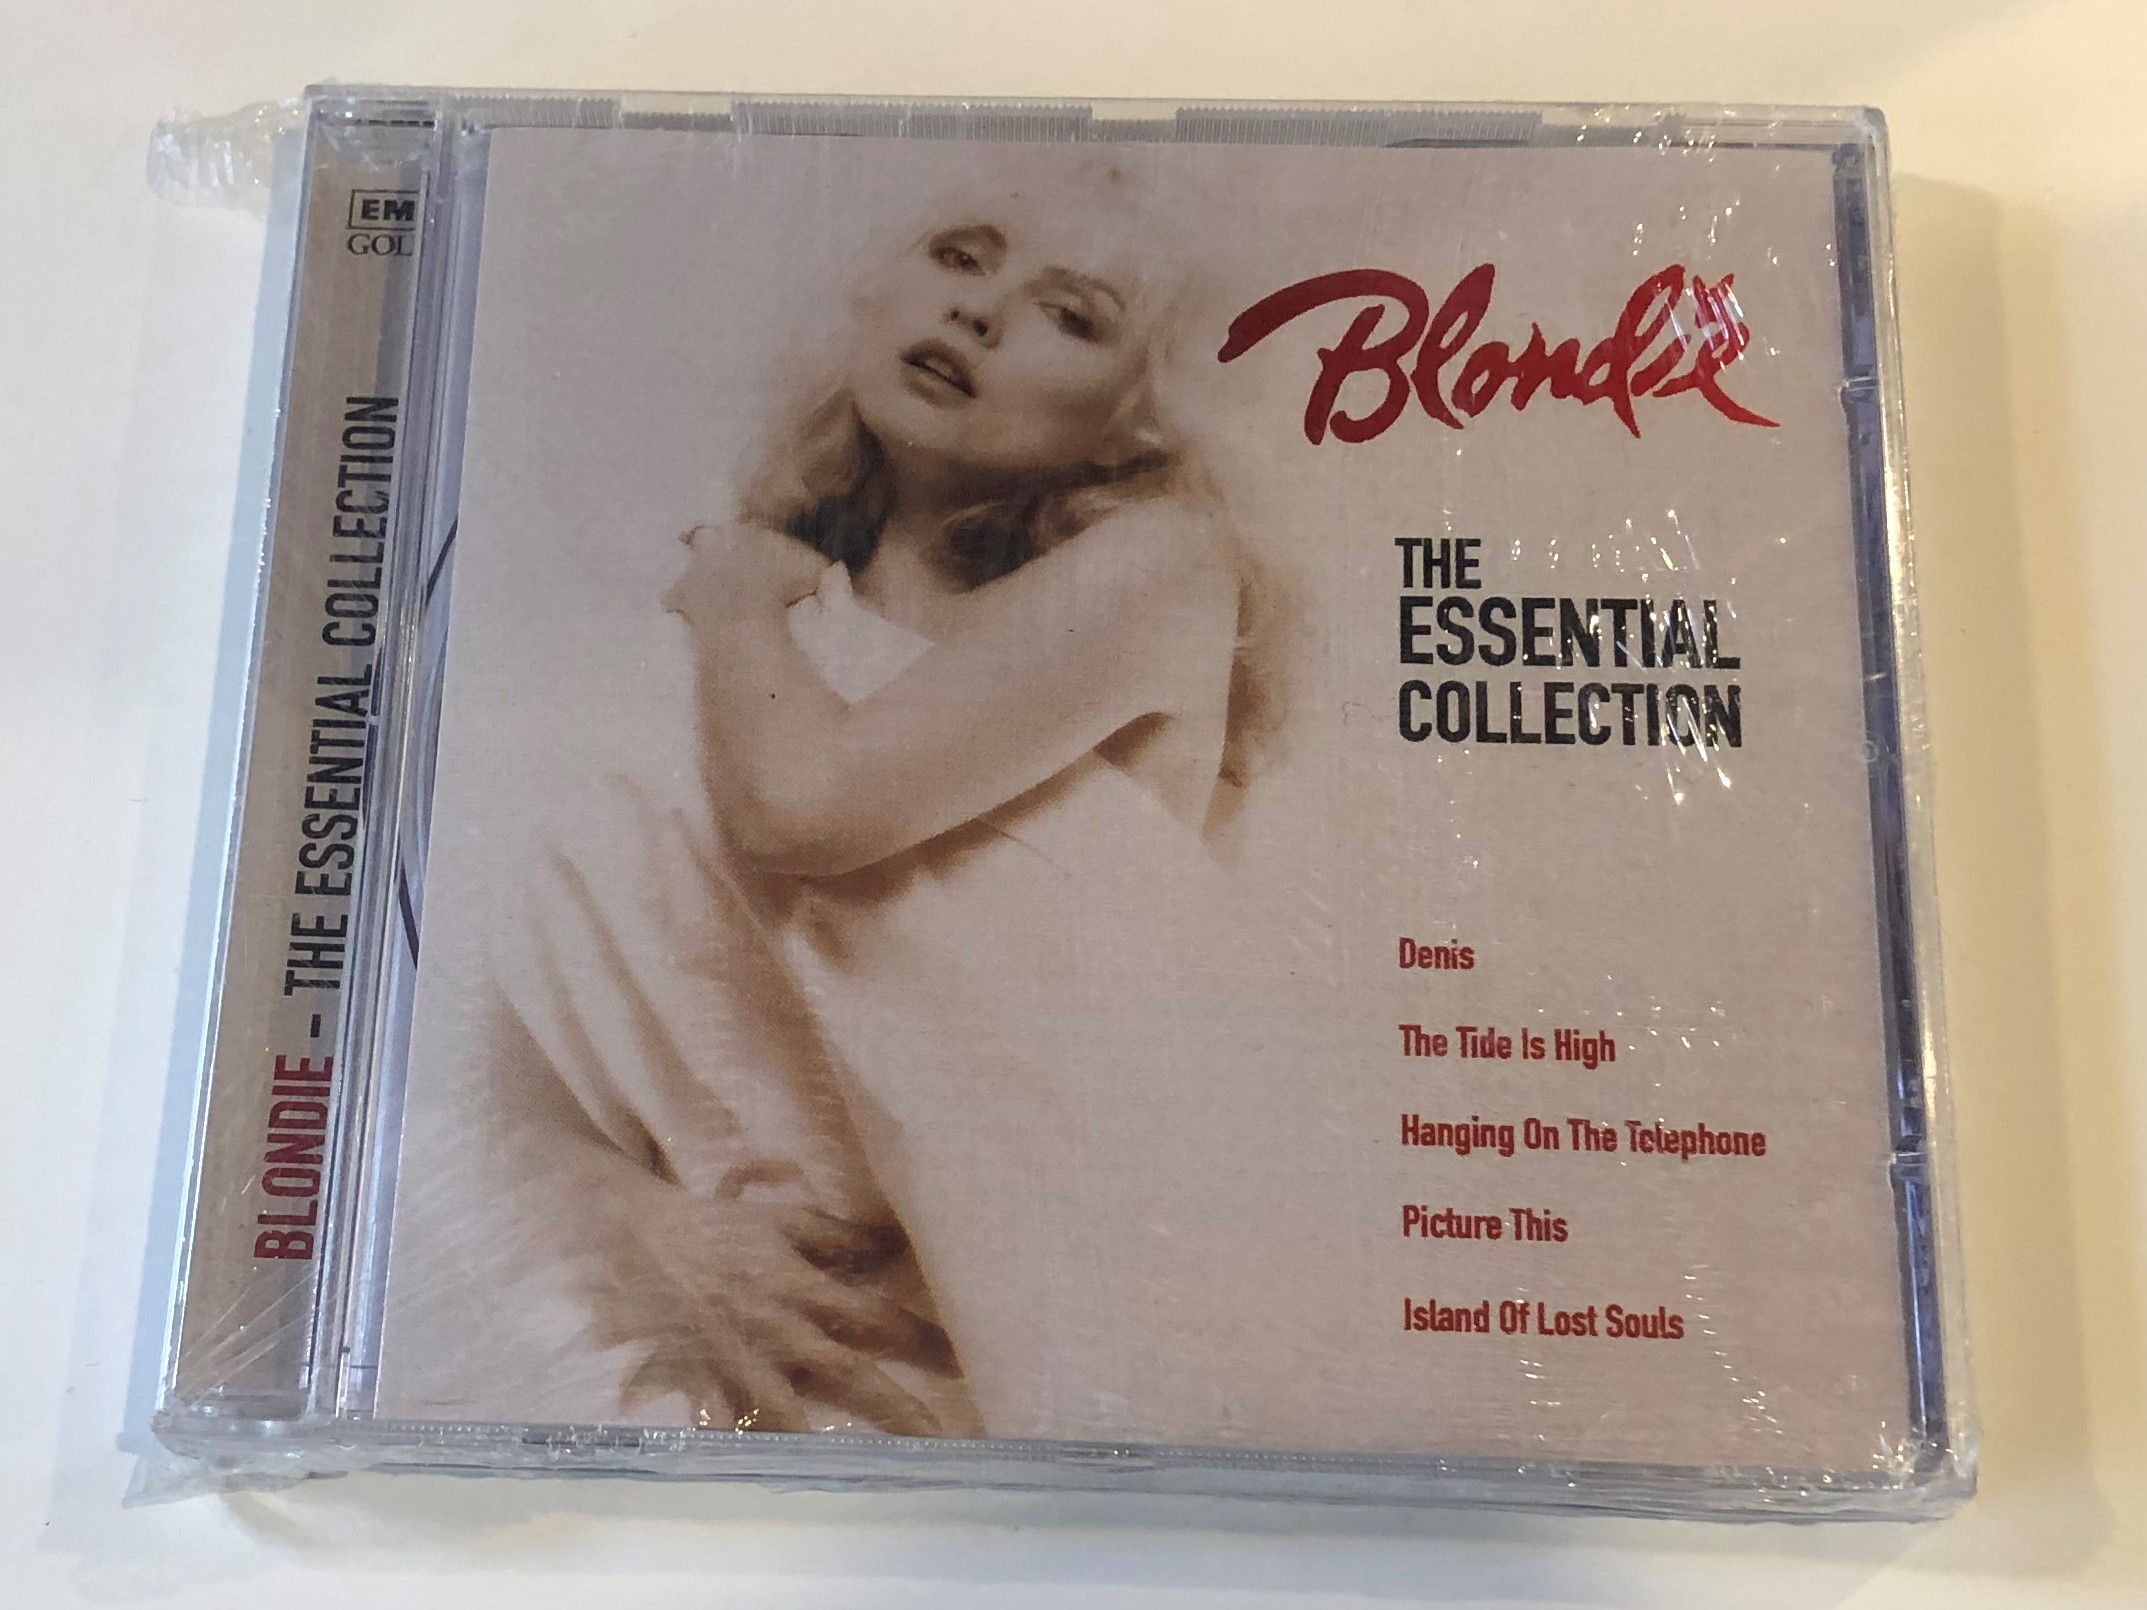 EM
GOL
BLONDIE - THE ESSENTIAL COLLECTION
Blondie
THE
ESSENTIAL
COLLECTION
Denis
The Tide Is High
Hanging On The Telephone
Picture This
Island Of Lost Souls